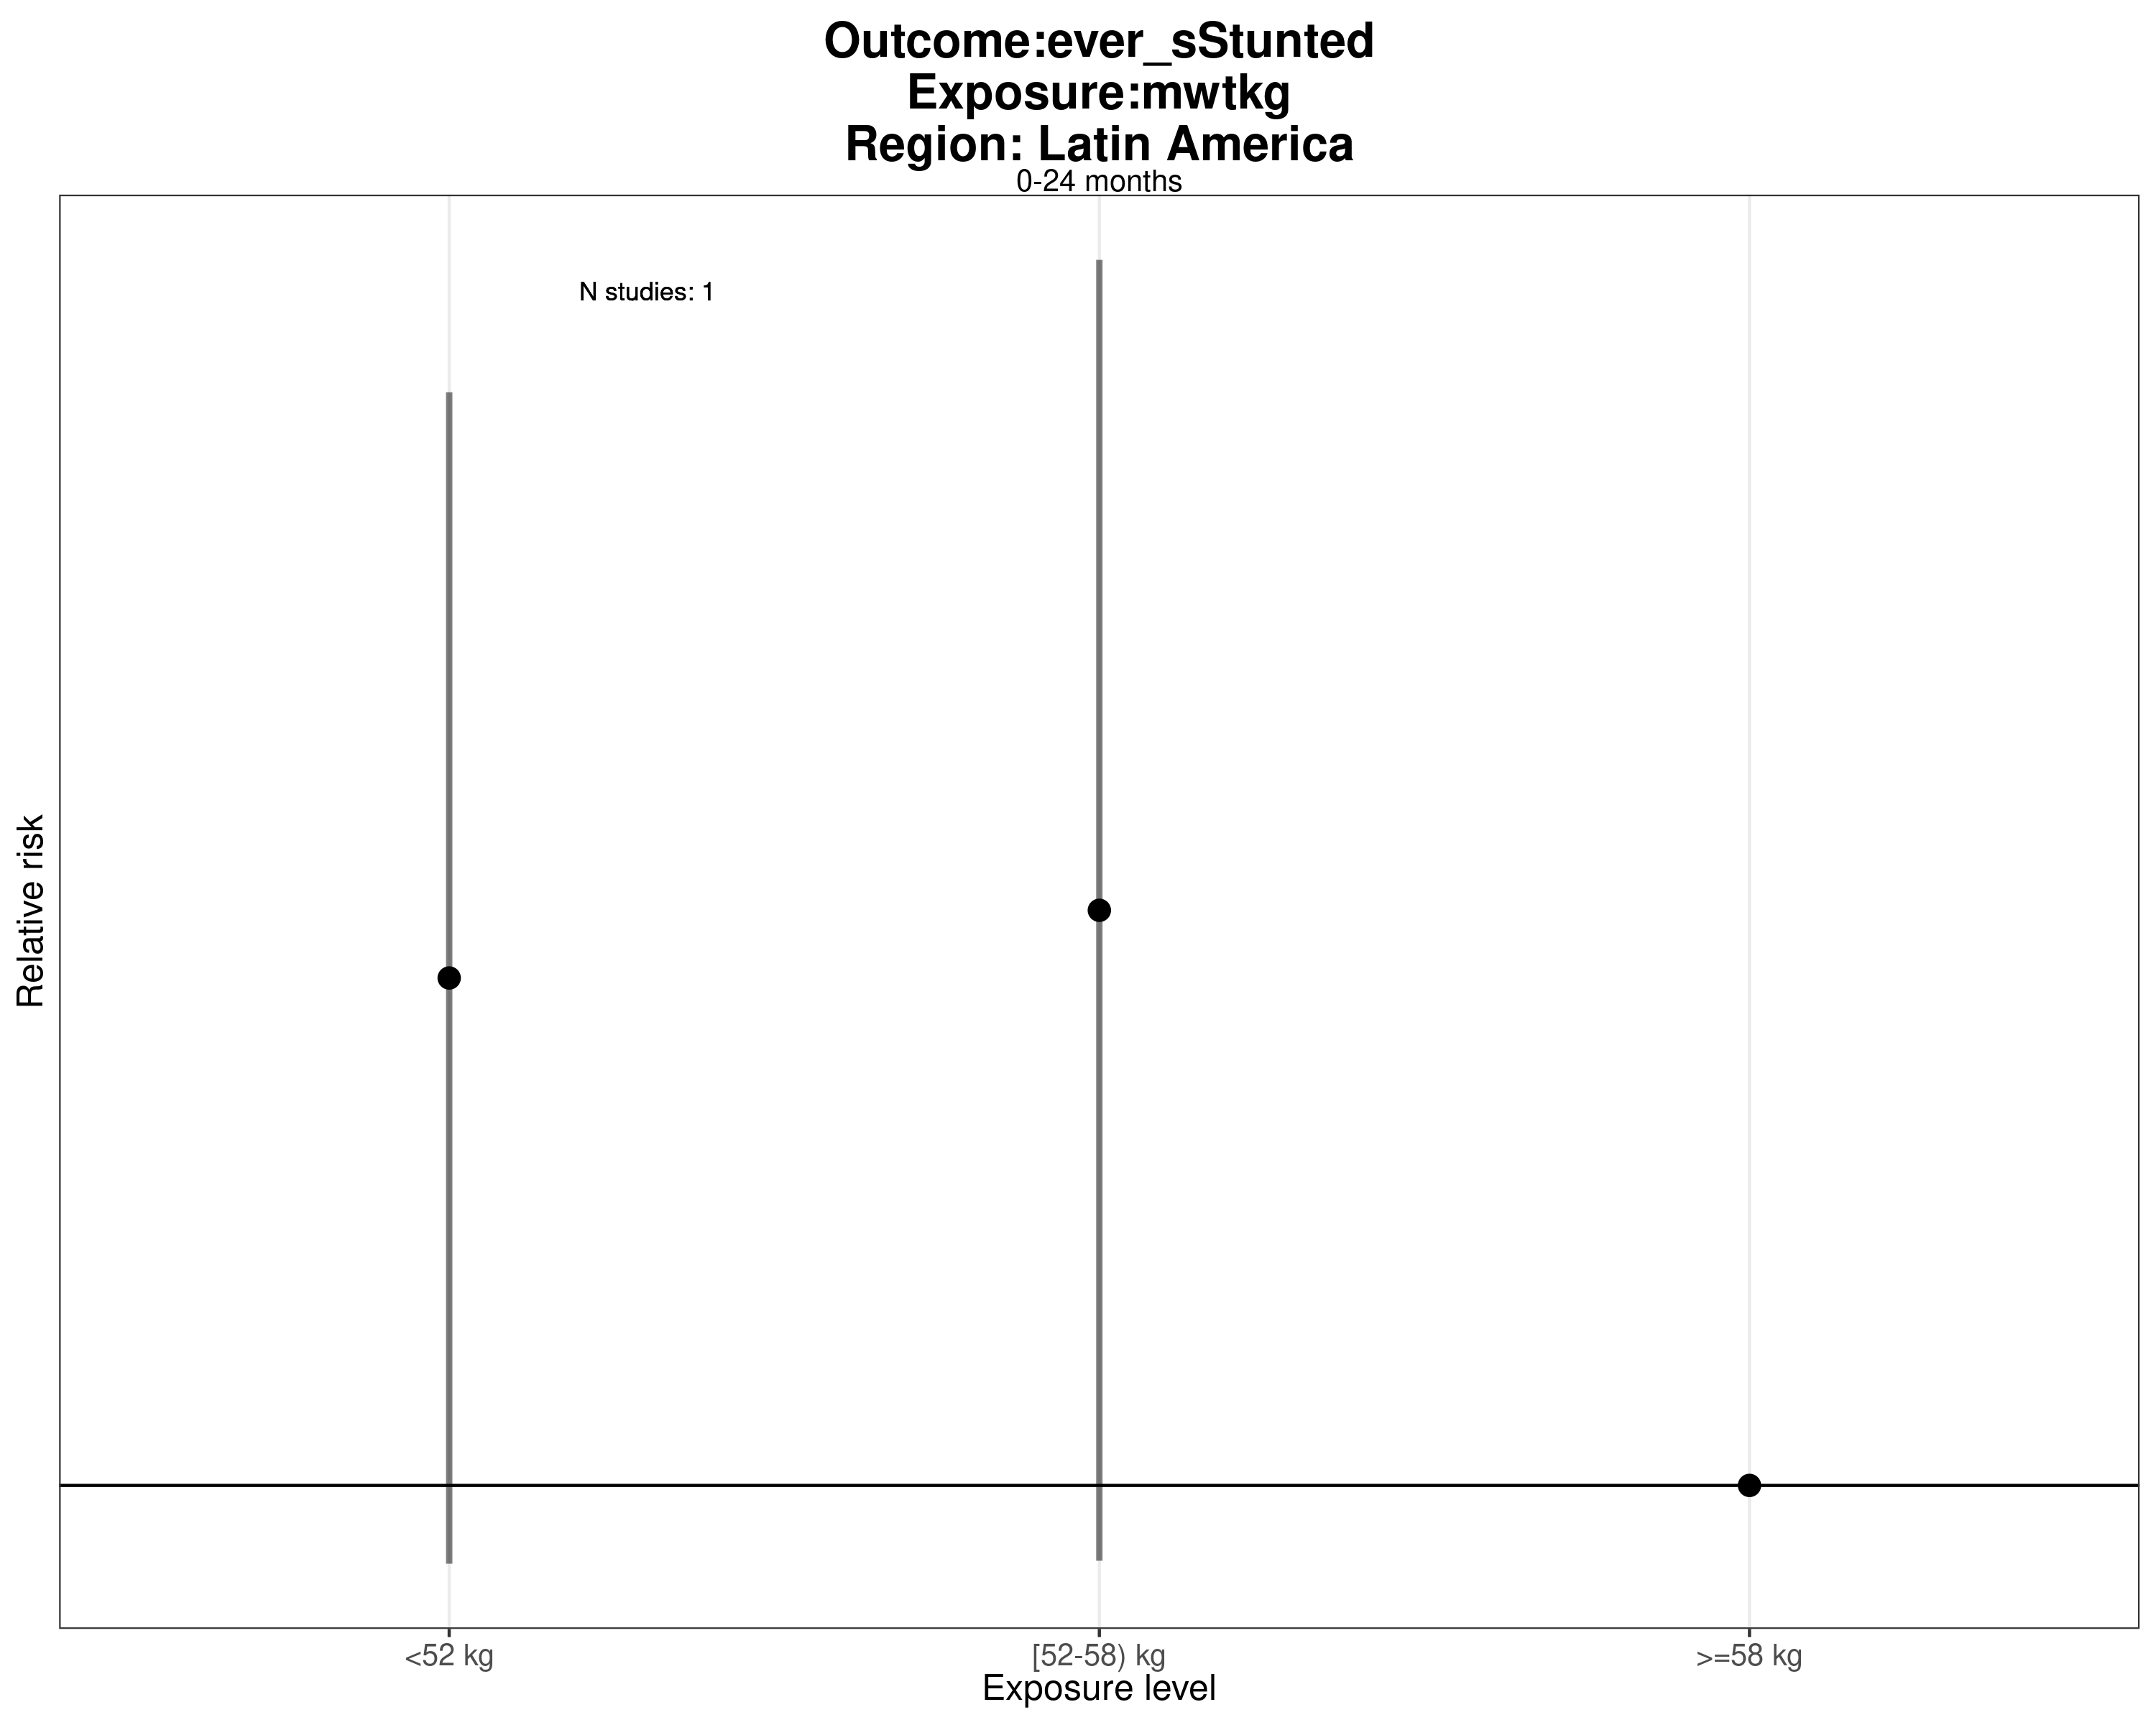 Outcome:ever_sStunted
Exposure:mwtkg
Region: Latin America
0-24 months
N studies: 1
Relative risk
<52 kg
[52-58) kg
>=58 kg
Exposure level